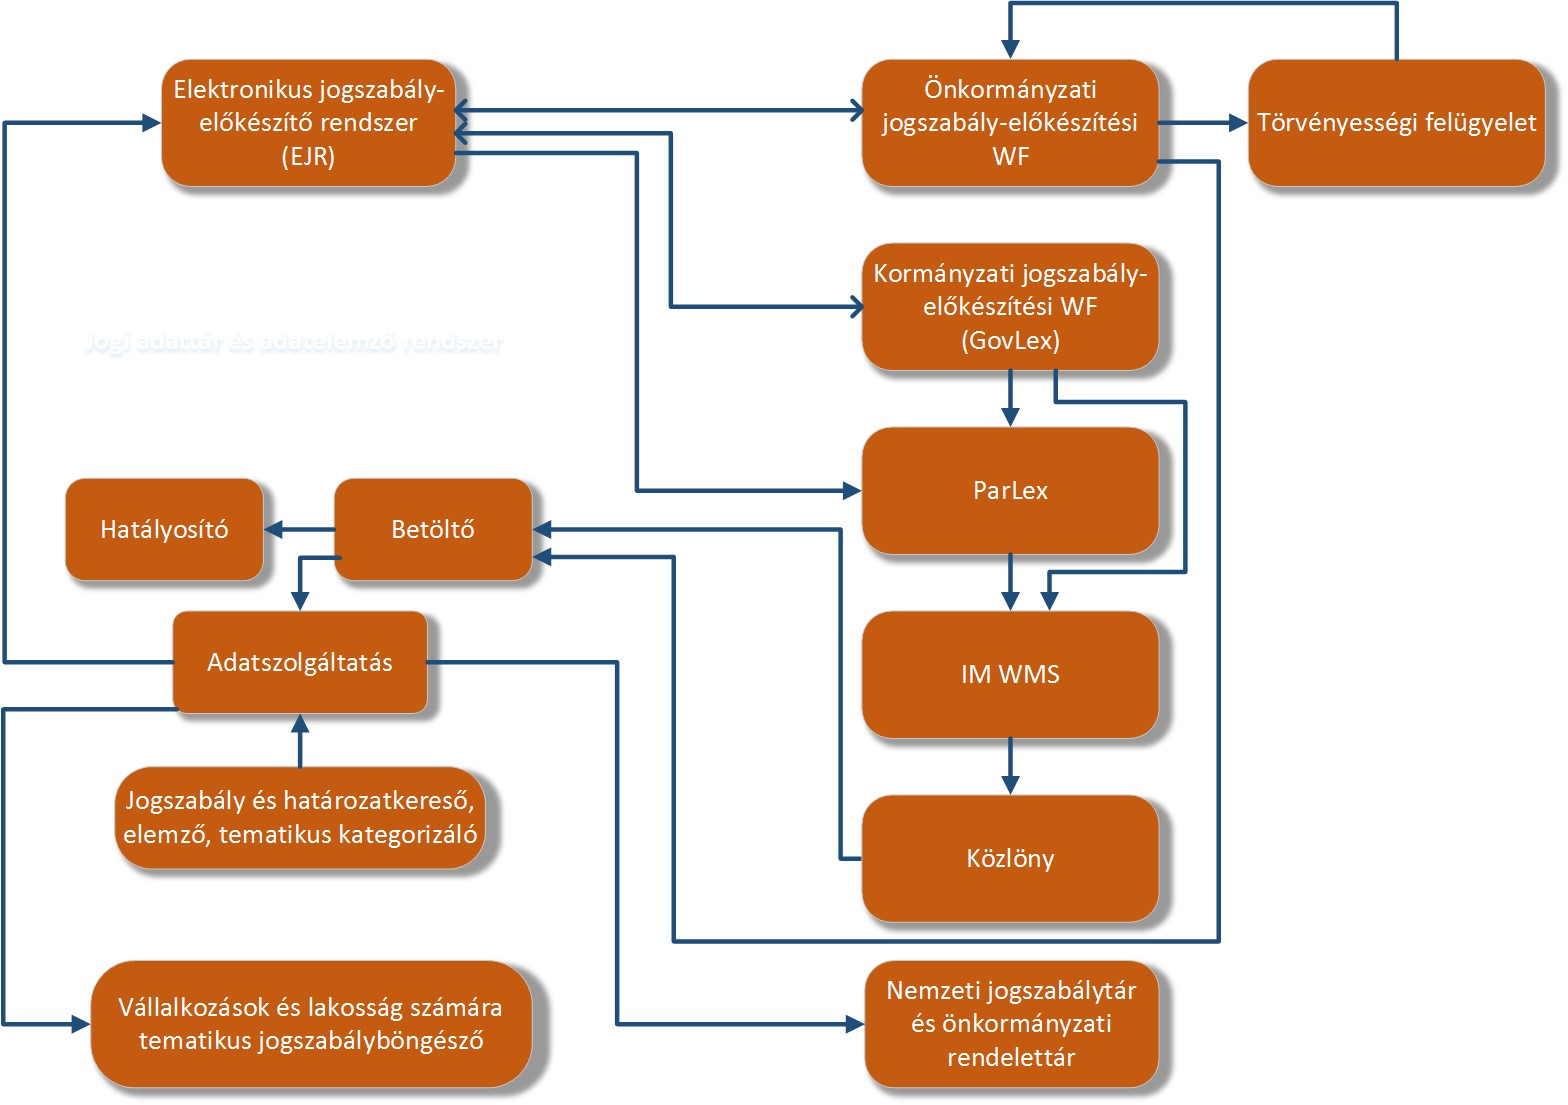 Elektronikus jogszabály-
előkészítő rendszer
(EJR)
Önkormányzati
jogszabály-előkészítési
WF
Törvényességi felügyelet
Kormányzati jogszabály-
előkészítési WF
(GovLex)
Jogi adattár és adatelemző rendszer
ParLex
Hatályosító
Betöltő
Adatszolgáltatás
IM WMS
Jogszabály és határozatkereső,
elemző, tematikus kategorizáló
Közlöny
Vállalkozások és lakosság számára
tematikus jogszabályböngésző
Nemzeti jogszabálytár
és önkormányzati
rendelettár